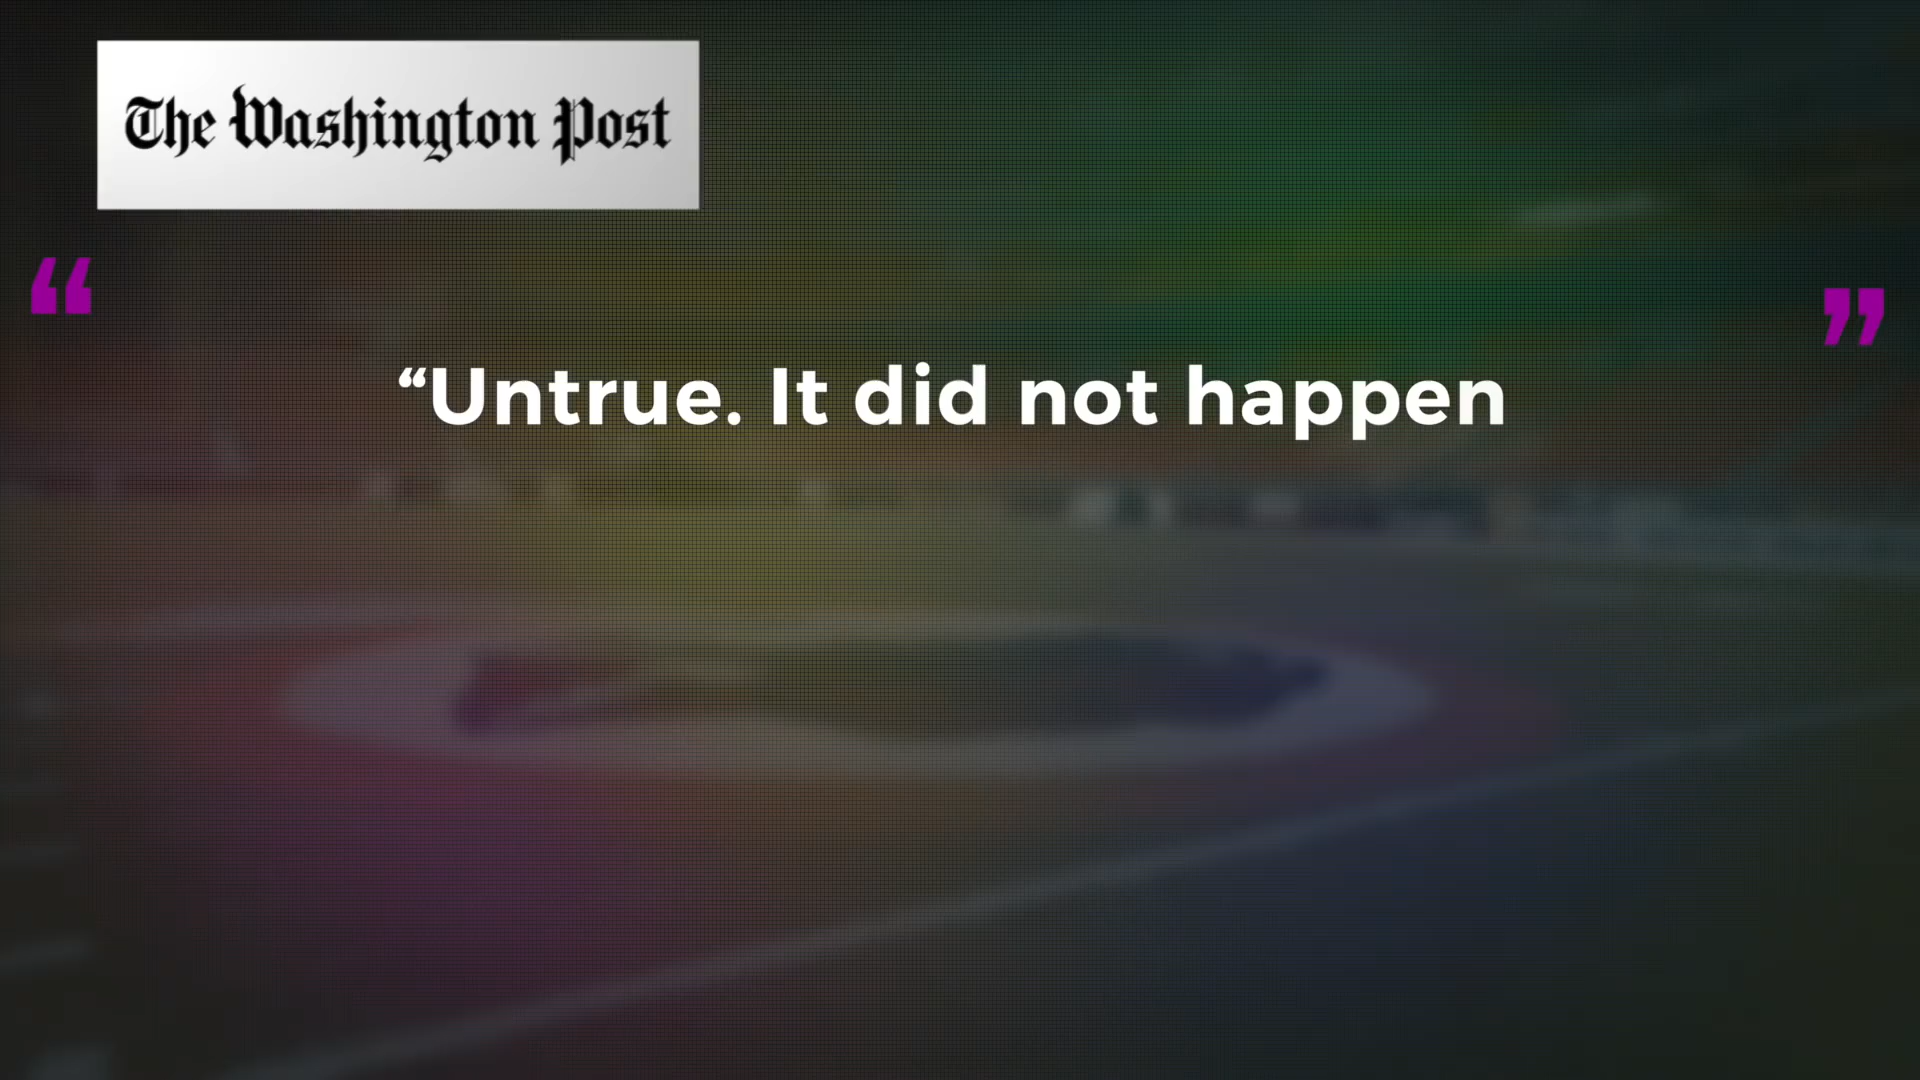 The Washington Post
“ ”
“Untrue. It did not happen